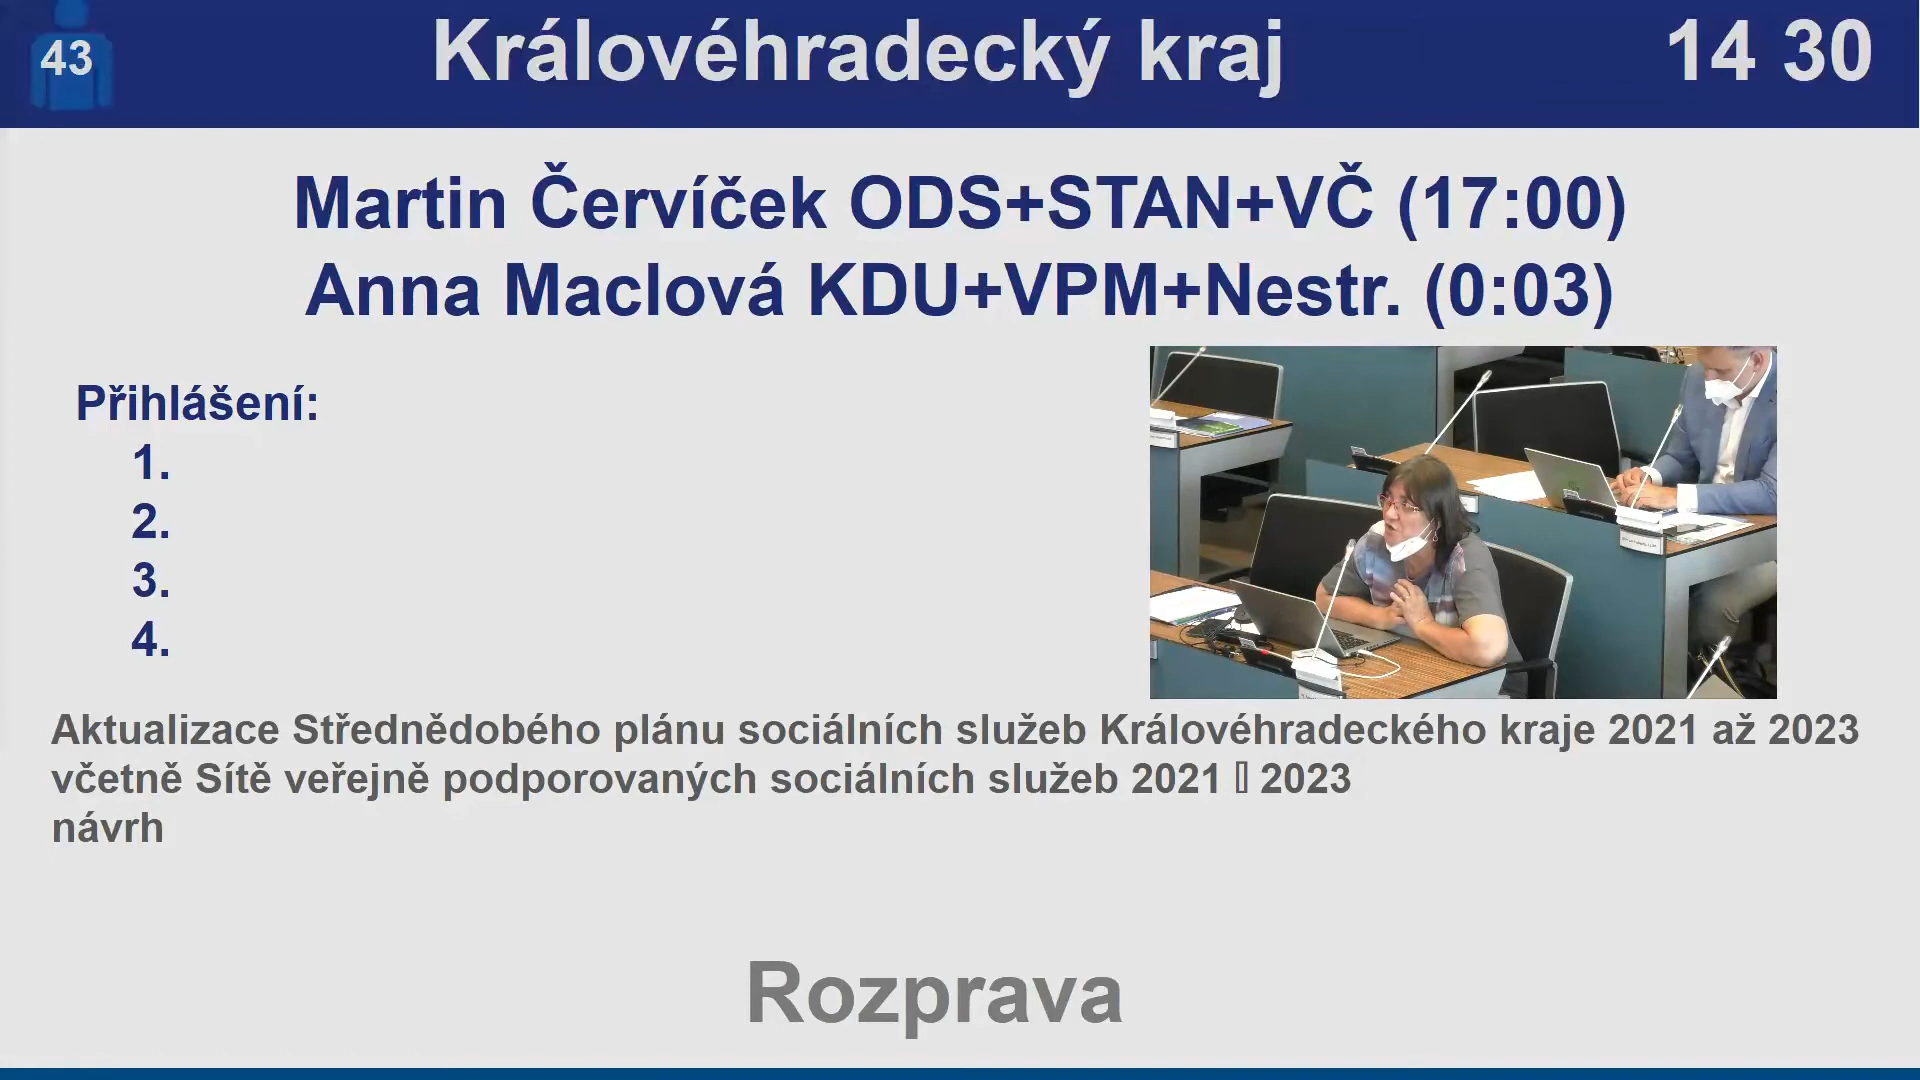 43
Královéhradecký kraj
14 30
Martin Červíček ODS+STAN+VČ (17:00)
Anna Maclová KDU+VPM+Nestr. (0:03)
Přihlášení:
1.
2.
3.
4.
Aktualizace Střednědobého plánu sociálních služeb Královéhradeckého kraje 2021 až 2023
včetně Sítě veřejně podporovaných sociálních služeb 2021 ▯ 2023
návrh
Rozprava